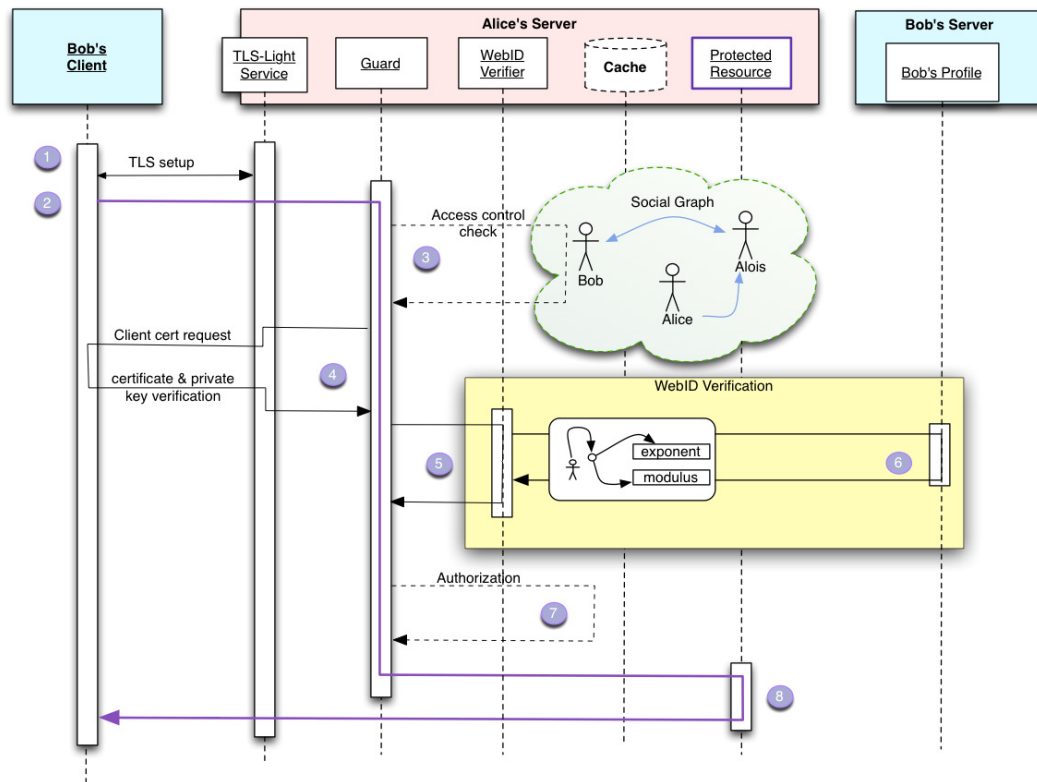 Alice's Server
Bob's Server
Bob's
Client
TLS-Light
Service
Guard
WebID
Verifier
Cache
Protected
Resource
Bob's Profile
1
TLS setup
2
Access control
check
3
Social Graph
Bob
Alois
Alice
Client cert request
4
certificate & private
key verification
WebID Verification
5
exponent
modulus
6
Authorization
7
8